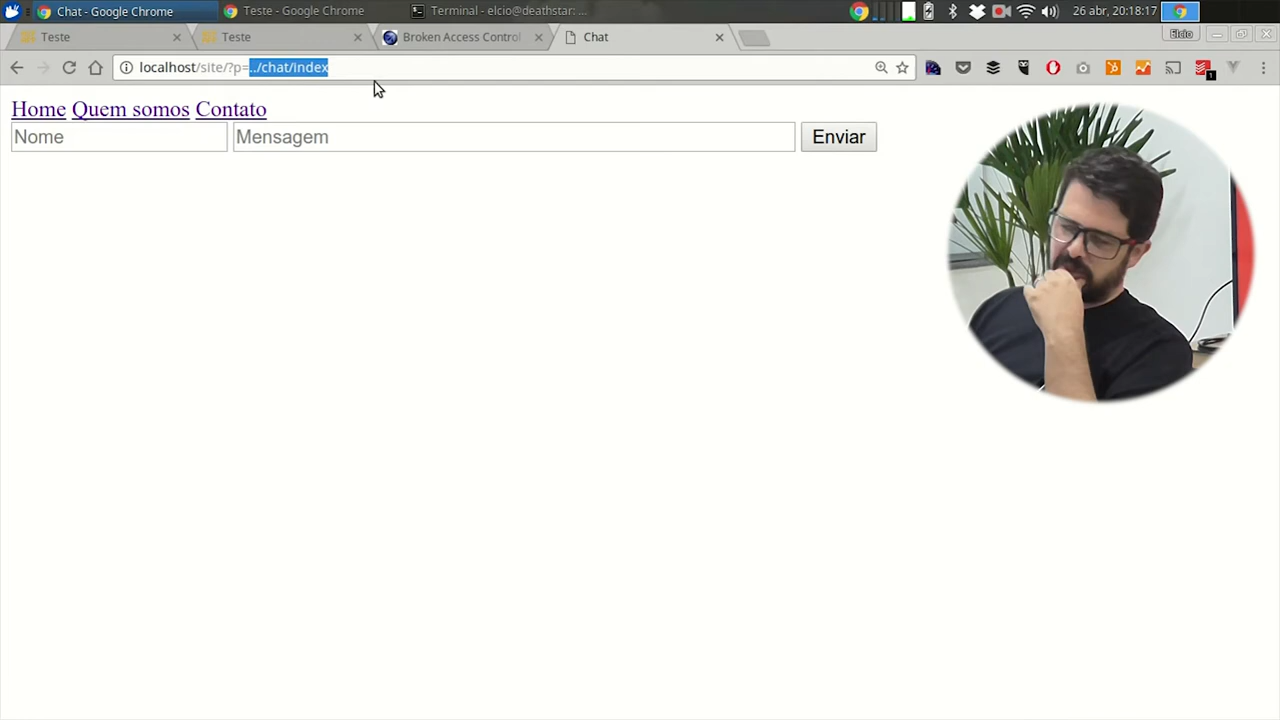 Chat - Google Chrome
Teste - Google Chrome
Terminal - elcio@deathstar: ...
26 abr, 20:18:17
Teste
Teste
Broken Access Control
Chat
Elcio
localhost/site/?p=../chat/index
1
Home Quem somos Contato
Nome
Mensagem
Enviar